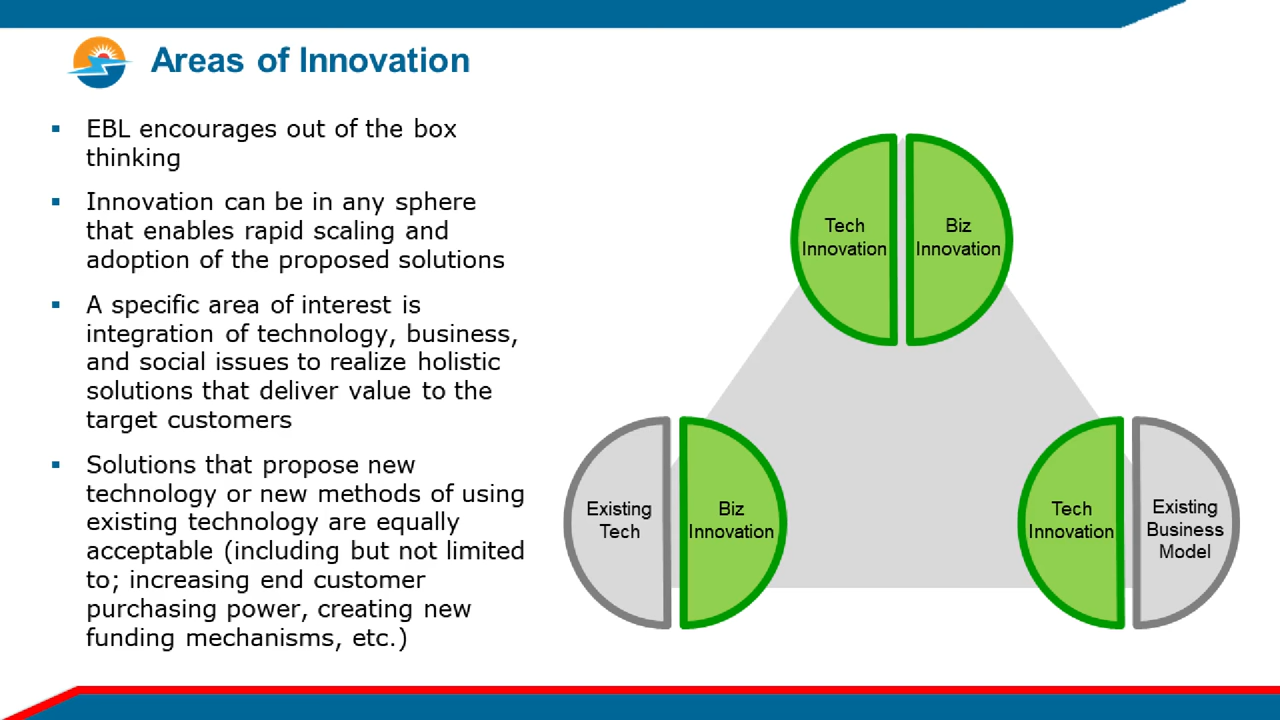 Areas of Innovation
▪ EBL encourages out of the box
thinking
▪ Innovation can be in any sphere
that enables rapid scaling and
adoption of the proposed solutions
▪ A specific area of interest is
integration of technology, business,
and social issues to realize holistic
solutions that deliver value to the
target customers
▪ Solutions that propose new
technology or new methods of using
existing technology are equally
acceptable (including but not limited
to; increasing end customer
purchasing power, creating new
funding mechanisms, etc.)
Tech
Innovation
Biz
Innovation
Existing
Tech
Biz
Innovation
Tech
Innovation
Existing
Business
Model